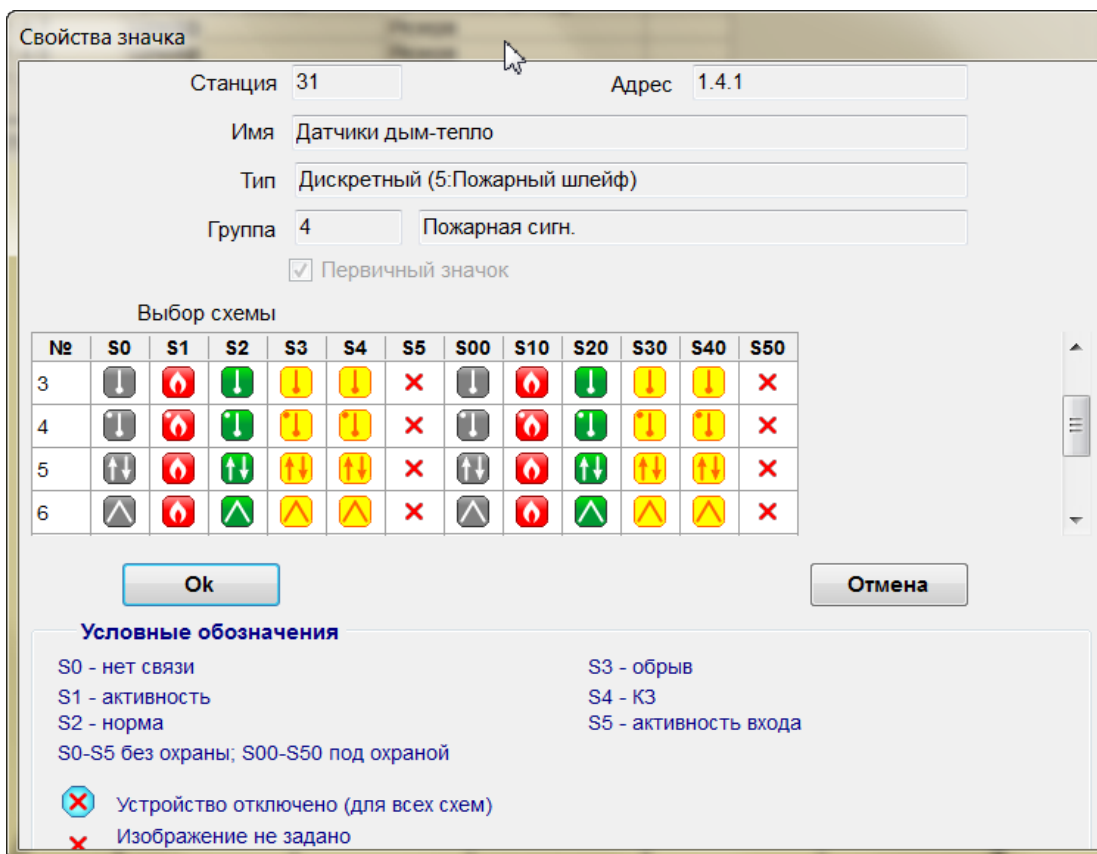 Свойства значка
Станция 31 Адрес 1.4.1
Имя Датчики дым-тепло
Тип Дискретный (5:Пожарный шлейф)
Группа 4 Пожарная сигн.
Первичный значок
Выбор схемы
№ S0 S1 S2 S3 S4 S5 S00 S10 S20 S30 S40 S50
3
4
5
6
Ok Отмена
Условные обозначения
S0 - нет связи S3 - обрыв
S1 - активность S4 - КЗ
S2 - норма S5 - активность входа
S0-S5 без охраны; S00-S50 под охраной
Устройство отключено (для всех схем)
Изображение не задано